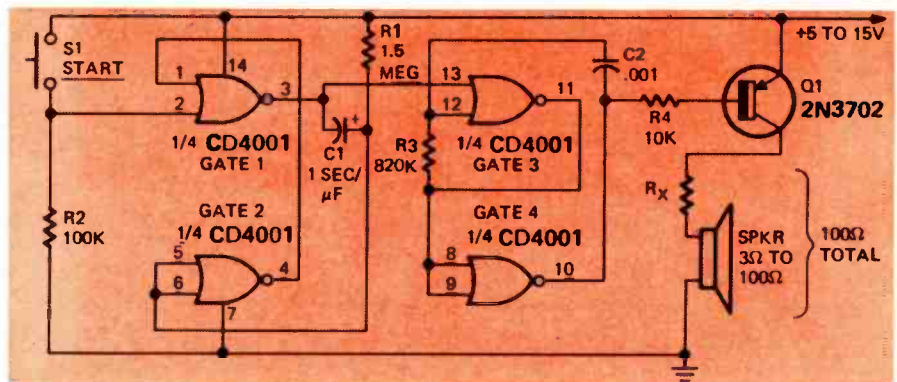 S1
START
1
2
14
3
1/4 CD4001
GATE 1
R2
100K
GATE 2
1/4 CD4001
5
6
4
7
C1
+
1 SEC/
µF
R1
1.5
MEG
13
12
11
R3
820K
1/4 CD4001
GATE 3
GATE 4
1/4 CD4001
8
9
10
C2
.001
R4
10K
+5 TO 15V
Q1
2N3702
RX
SPKR
3Ω TO
100Ω
100Ω
TOTAL